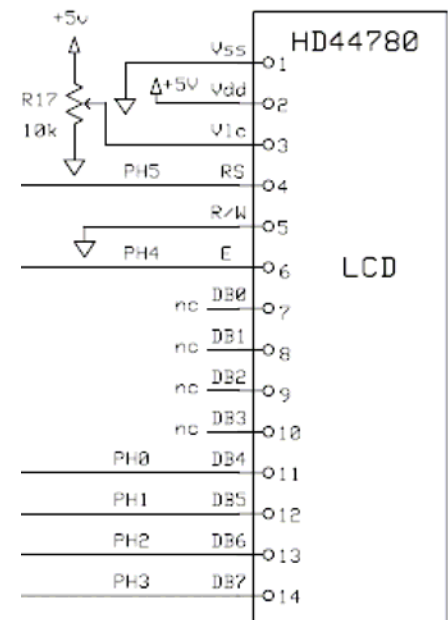 +5v
HD44780
Vss
1
+5V Vdd
2
R17
10k
Vlc
3
PH5 RS
4
R/W
5
PH4 E
6
LCD
nc DB0
7
nc DB1
8
nc DB2
9
nc DB3
10
PH0 DB4
11
PH1 DB5
12
PH2 DB6
13
PH3 DB7
14